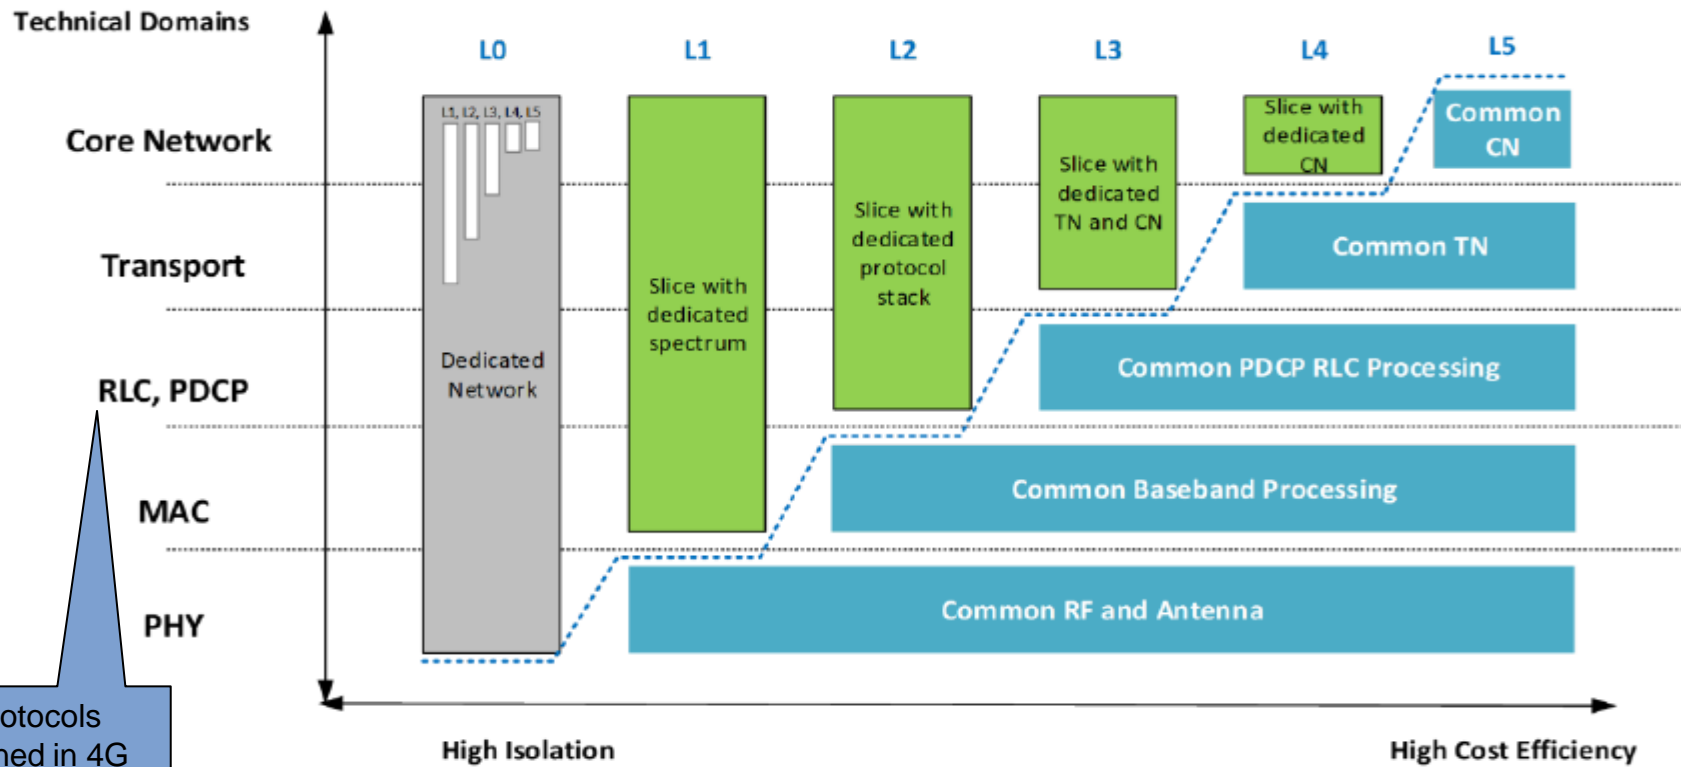 Technical Domains
L0
L1
L2
L3
L4
L5
L1, L2, L3, L4, L5
Core Network
Transport
RLC, PDCP
MAC
PHY
Dedicated
Network
Slice with
dedicated
spectrum
Slice with
dedicated
protocol
stack
Slice with
dedicated
TN and CN
Slice with
dedicated
CN
Common
CN
Common TN
Common PDCP RLC Processing
Common Baseband Processing
Common RF and Antenna
High Isolation
High Cost Efficiency
in 4G